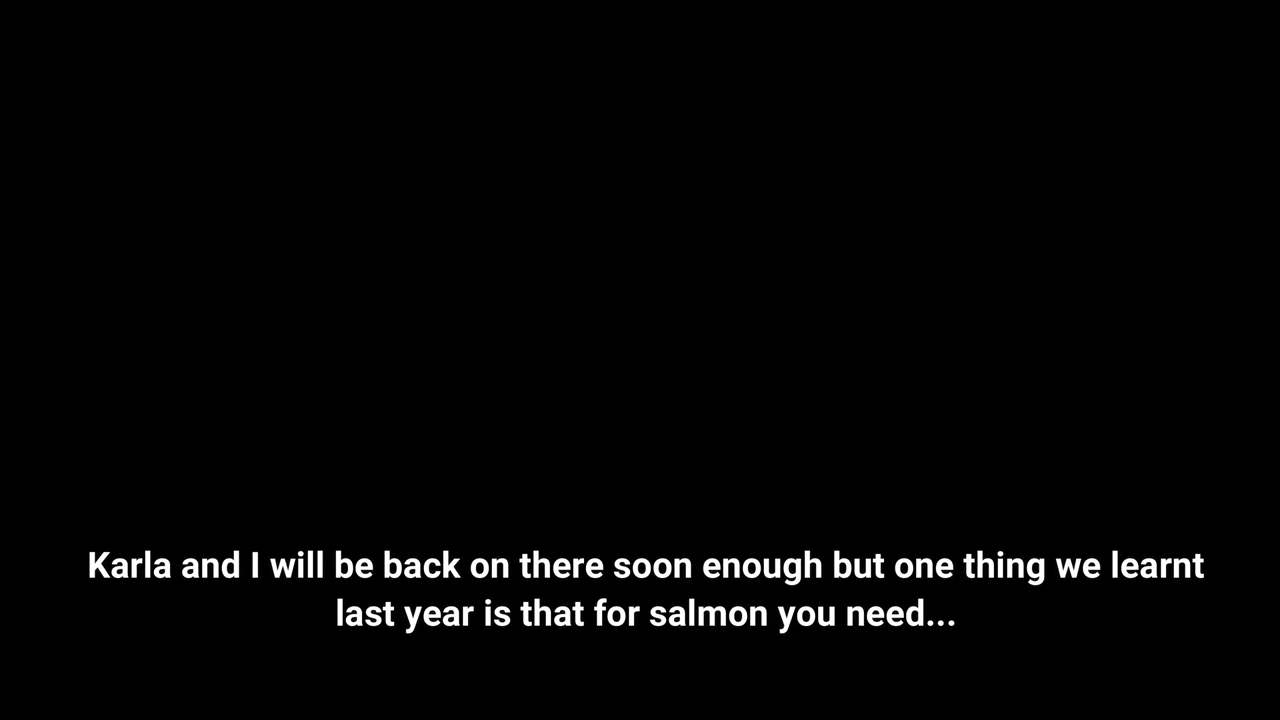 Karla and I will be back on there soon enough but one thing we learnt
last year is that for salmon you need...